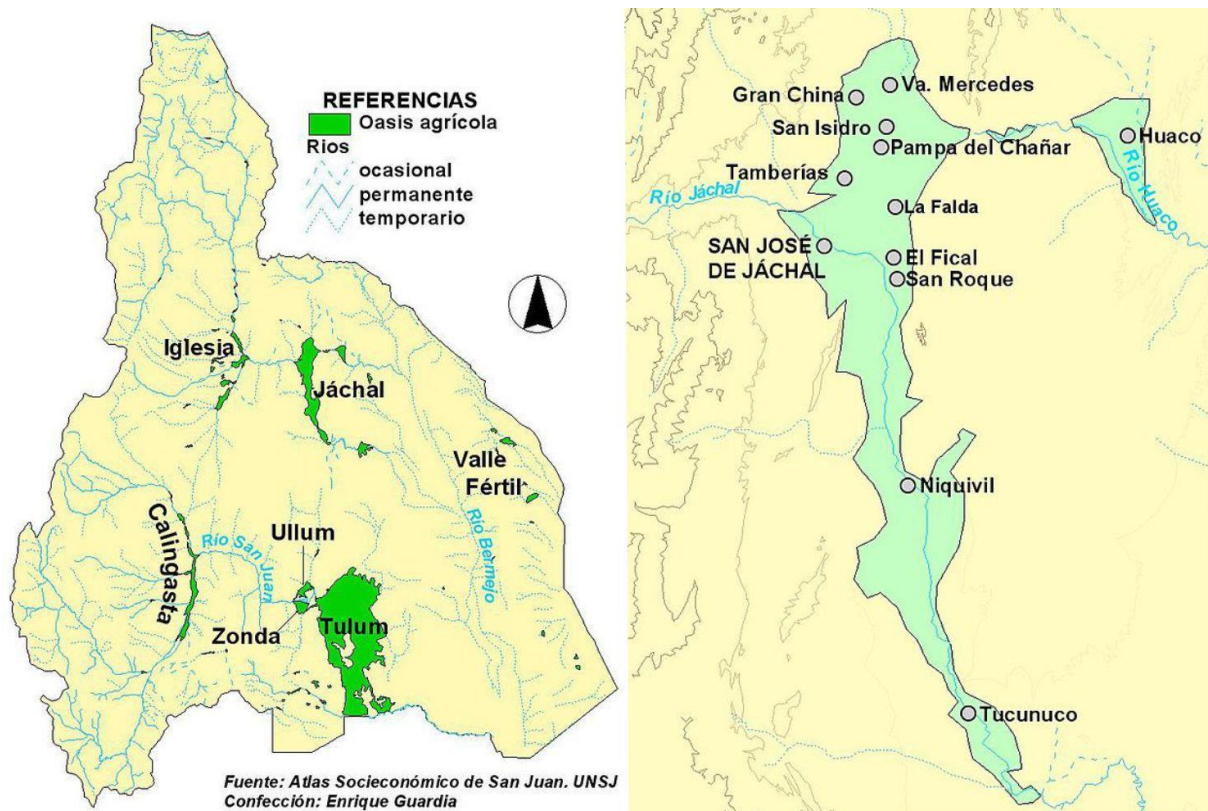 REFERENCIAS
Oasis agrícola
Rios
ocasional
permanente
temporario
Iglesia
Jáchal
Valle
Fértil
Calingasta
Río San Juan
Ullum
Río Bermejo
Zonda
Tulum
Fuente: Atlas Socieconómico de San Juan. UNSJ
Confección: Enrique Guardia
Gran China
Va. Mercedes
San Isidro
Pampa del Chañar
Huaco
Tamberías
Río Jáchal
Río Huaco
La Falda
SAN JOSÉ
DE JÁCHAL
El Fical
San Roque
Niquivil
Tucunuco